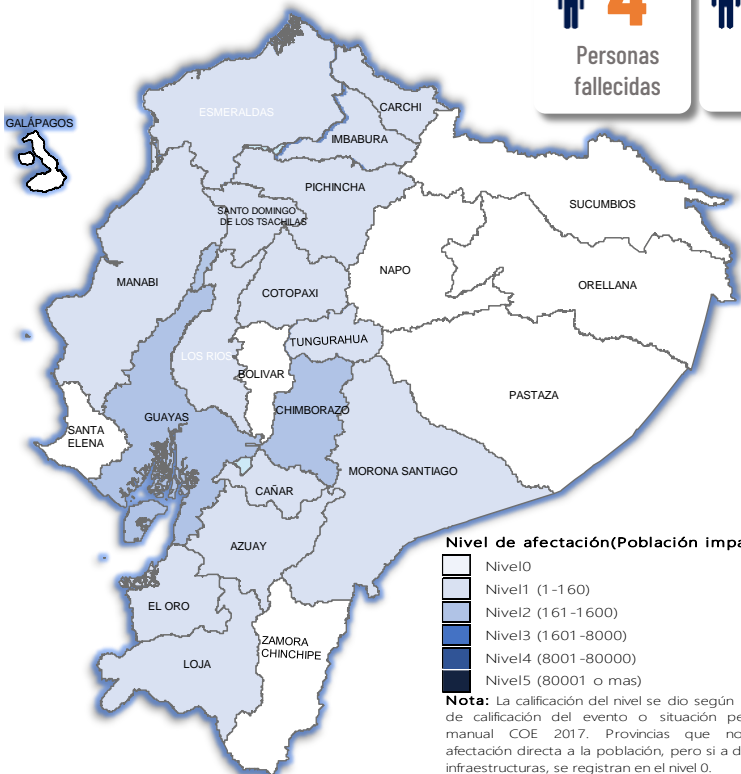 4
Personas
fallecidas
ESMERALDAS
CARCHI
GALÁPAGOS
IMBABURA
PICHINCHA
SUCUMBIOS
SANTO DOMINGO
DE LOS TSACHILAS
NAPO
MANABI
ORELLANA
COTOPAXI
TUNGURAHUA
LOS RIOS
BOLIVAR
PASTAZA
CHIMBORAZO
GUAYAS
SANTA
ELENA
MORONA SANTIAGO
CAÑAR
AZUAY
EL ORO
ZAMORA
CHINCHIPE
LOJA
Nivel de afectación(Población impa
Nivel0
Nivel1 (1-160)
Nivel2 (161-1600)
Nivel3 (1601-8000)
Nivel4 (8001-80000)
Nivel5 (80001 o mas)
Nota: La calificación del nivel se dio según
de calificación del evento o situación pe
manual COE 2017. Provincias que no
afectación directa a la población, pero si a d
infraestructuras, se registran en el nivel 0.